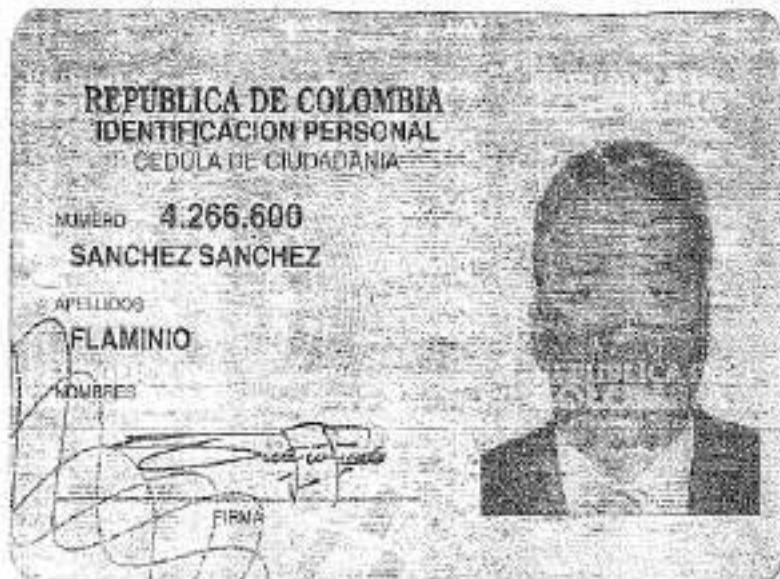 REPUBLICA DE COLOMBIA
IDENTIFICACION PERSONAL
CEDULA DE CIUDADANIA
NUMERO 4.266.600
SANCHEZ SANCHEZ
APELLIDOS
FLAMINIO
NOMBRES
FIRMA